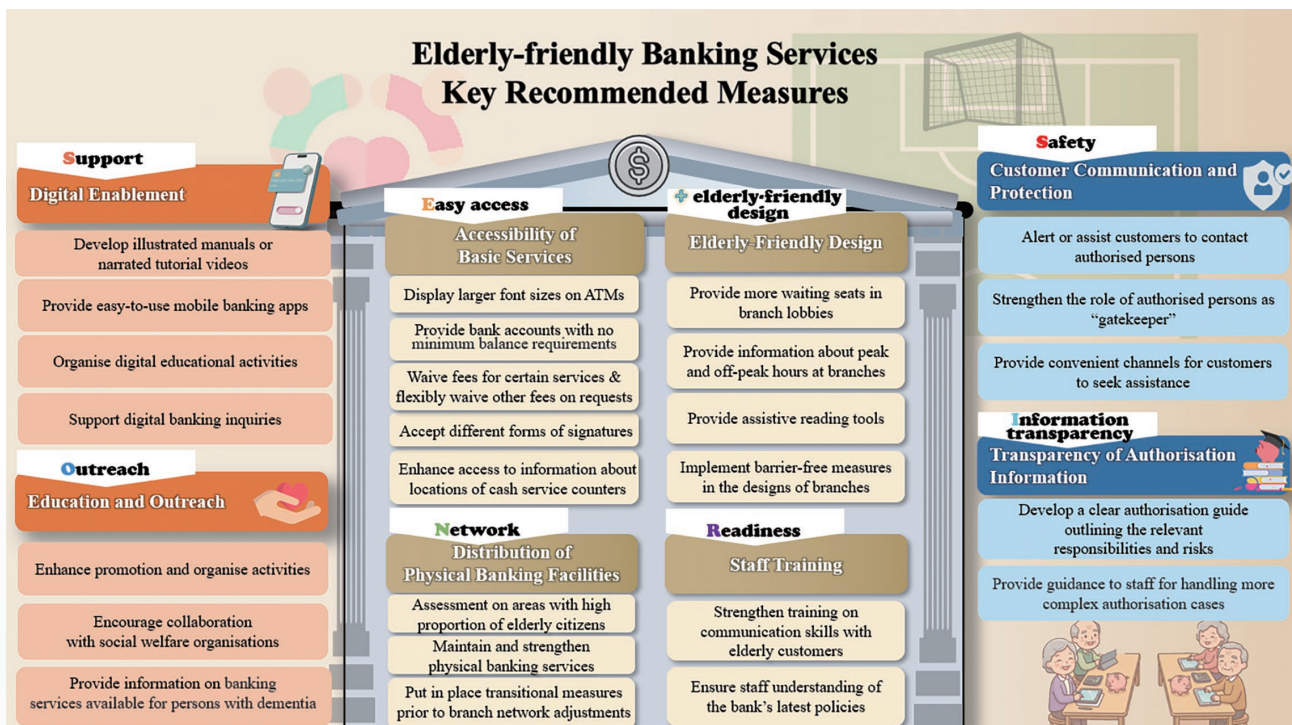 Elderly-friendly Banking Services
Key Recommended Measures
Support
Digital Enablement
Develop illustrated manuals or
narrated tutorial videos
Provide easy-to-use mobile banking apps
Organise digital educational activities
Support digital banking inquiries
Outreach
Education and Outreach
Enhance promotion and organise activities
Encourage collaboration
with social welfare organisations
Provide information on banking
services available for persons with dementia
$
Easy access
Accessibility of
Basic Services
Display larger font sizes on ATMs
Provide bank accounts with no
minimum balance requirements
Waive fees for certain services &
flexibly waive other fees on requests
Accept different forms of signatures
Enhance access to information about
locations of cash service counters
Network
Distribution of
Physical Banking Facilities
Assessment on areas with high
proportion of elderly citizens
Maintain and strengthen
physical banking services
Put in place transitional measures
prior to branch network adjustments
+ elderly-friendly
design
Elderly-Friendly Design
Provide more waiting seats in
branch lobbies
Provide information about peak
and off-peak hours at branches
Provide assistive reading tools
Implement barrier-free measures
in the designs of branches
Readiness
Staff Training
Strengthen training on
communication skills with
elderly customers
Ensure staff understanding of
the bank's latest policies
Safety
Customer Communication and
Protection
Alert or assist customers to contact
authorised persons
Strengthen the role of authorised persons as
“gatekeeper”
Provide convenient channels for customers
to seek assistance
Information
transparency
Transparency of Authorisation
Information
Develop a clear authorisation guide
outlining the relevant
responsibilities and risks
Provide guidance to staff for handling more
complex authorisation cases